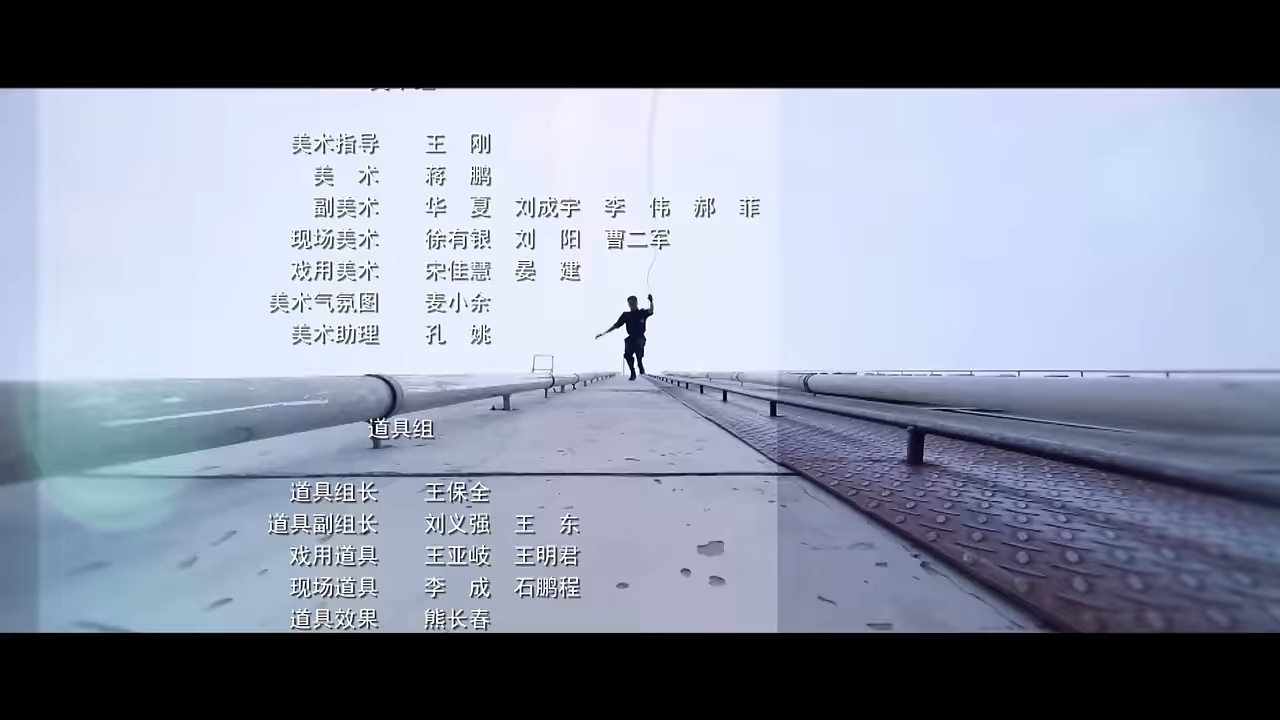 美术指导 王 刚
美 术 蒋 鹏
副美术 华 夏 刘成宇 李 伟 郝 菲
现场美术 徐有银 刘 阳 曹二军
戏用美术 宋佳慧 晏 建
美术气氛图 麦小余
美术助理 孔 姚
道具组
道具组长 王保全
道具副组长 刘义强 王 东
戏用道具 王亚岐 王明君
现场道具 李 成 石鹏程
道具效果 熊长春